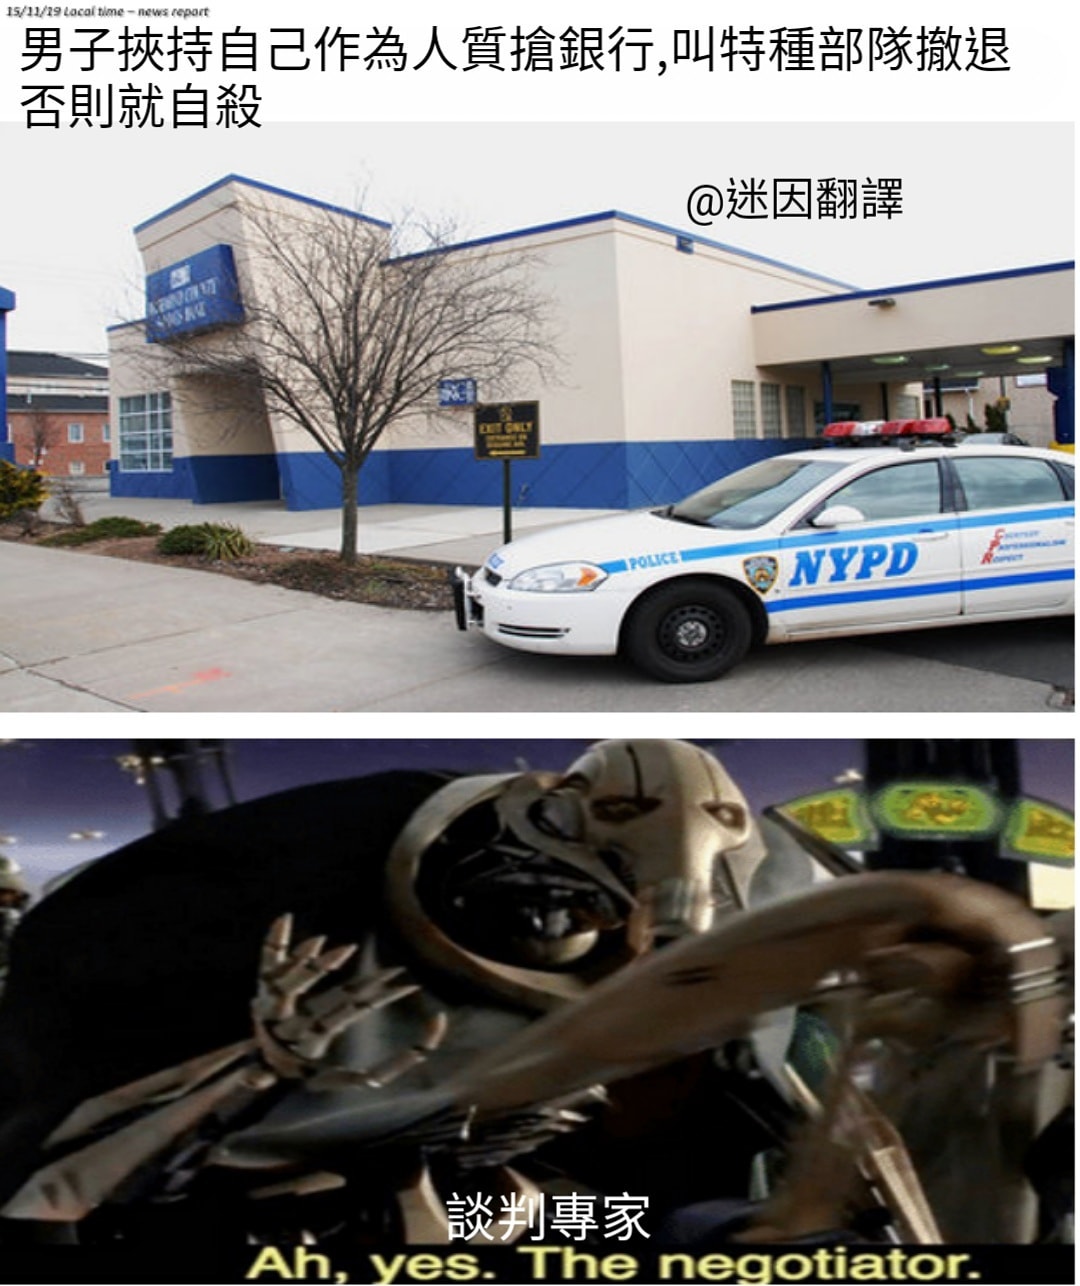 15/11/19 Local time – news report
男子挾持自己作為人質搶銀行,叫特種部隊撤退
否則就自殺
@迷因翻譯
EXIT ONLY
POLICE
NYPD
談判專家
Ah, yes. The negotiator.